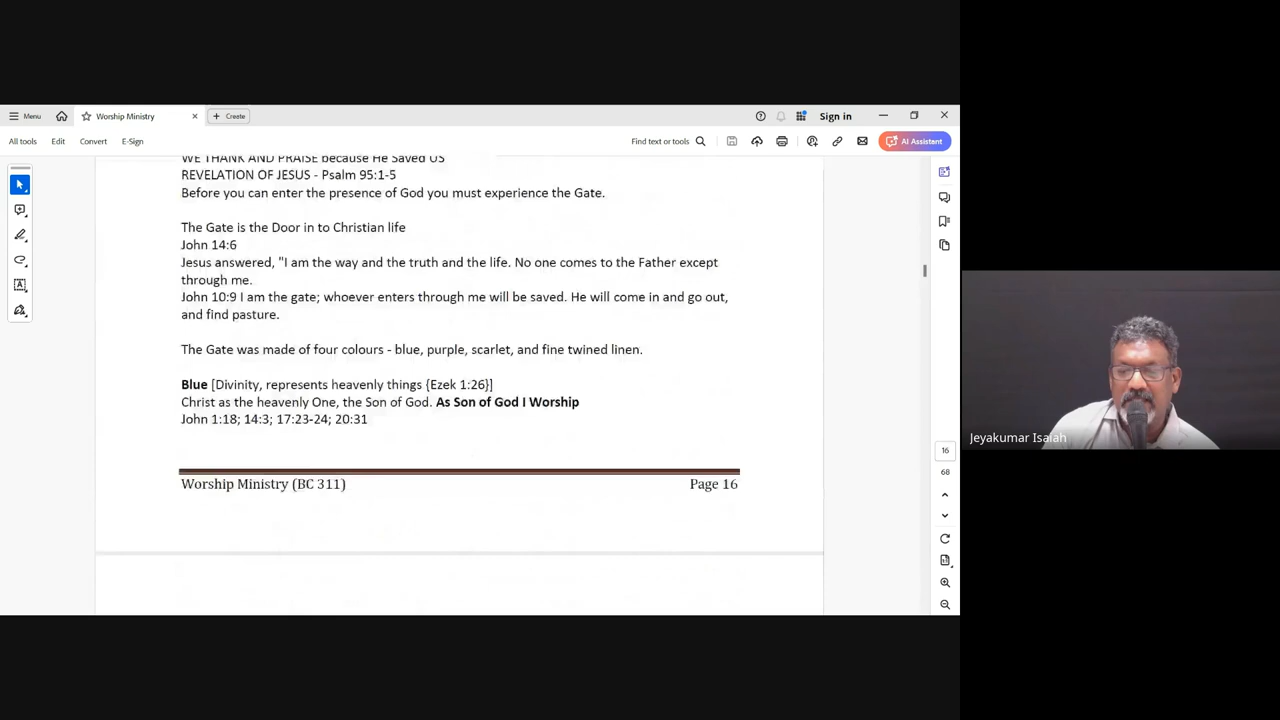 Menu
Worship Ministry
Create
Sign in
All tools
Edit
Convert
E-Sign
Find text or tools
AI Assistant
WE THANK AND PRAISE because He Saved US
REVELATION OF JESUS - Psalm 95:1-5
Before you can enter the presence of God you must experience the Gate.
The Gate is the Door in to Christian life
John 14:6
Jesus answered, "I am the way and the truth and the life. No one comes to the Father except
through me.
John 10:9 I am the gate; whoever enters through me will be saved. He will come in and go out,
and find pasture.
The Gate was made of four colours - blue, purple, scarlet, and fine twined linen.
Blue [Divinity, represents heavenly things {Ezek 1:26}]
Christ as the heavenly One, the Son of God. As Son of God I Worship
John 1:18; 14:3; 17:23-24; 20:31
Worship Ministry (BC 311)
Page 16
16
68
Jeyakumar Isaiah